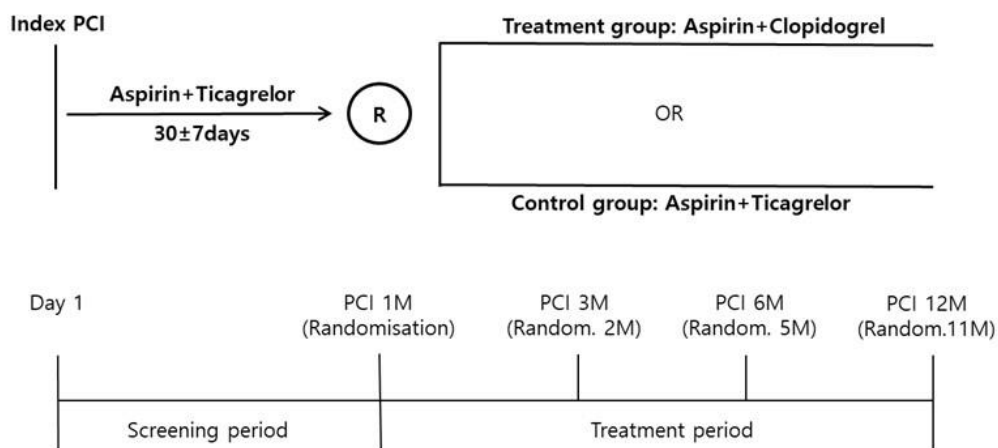 Index PCI
Treatment group: Aspirin+Clopidogrel
Aspirin+Ticagrelor
30±7days
R
OR
Control group: Aspirin+Ticagrelor
Day 1
PCI 1M
(Randomisation)
PCI 3M
(Random. 2M)
PCI 6M
(Random. 5M)
PCI 12M
(Random.11M)
Screening period
Treatment period